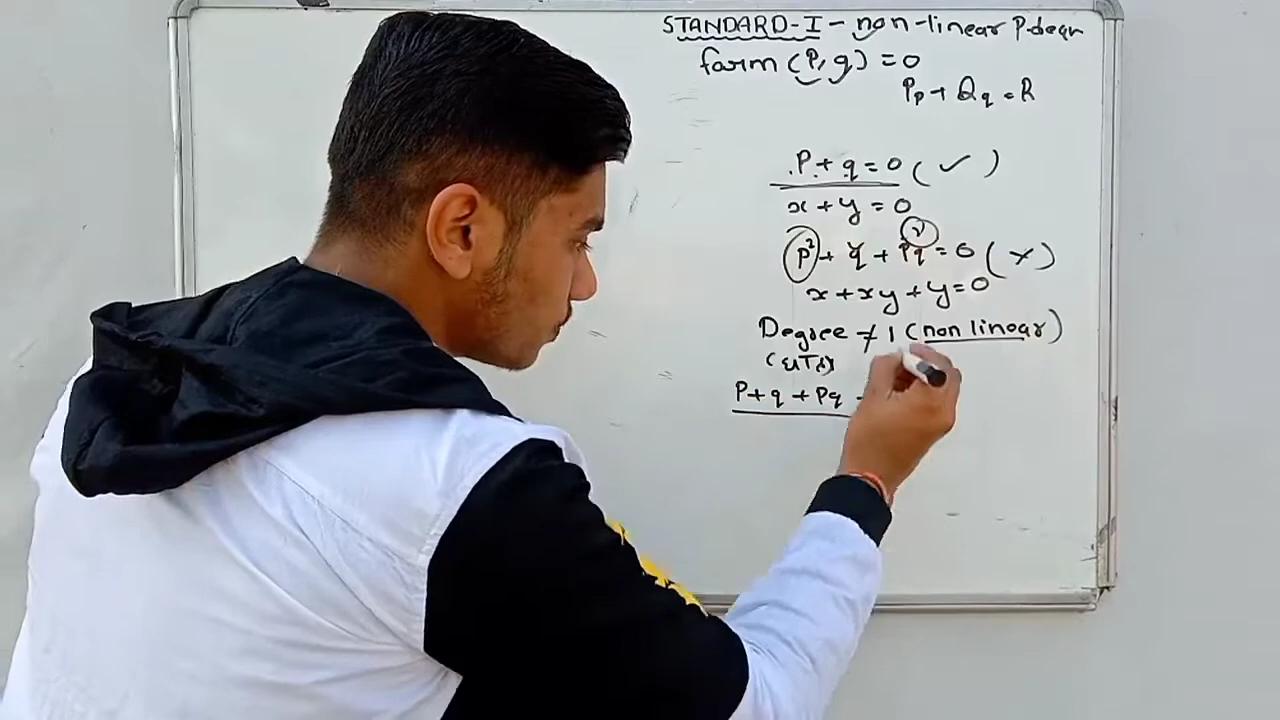 STANDARD-I - non-linear P.deqn
form (P, q) = 0
Pp + Qq = R
P + q = 0 (✓)
x + y = 0
p² + q + Pq = 0 (×)
x + xy + y = 0
Degree ≠ 1 (non linear)
P + q + Pq